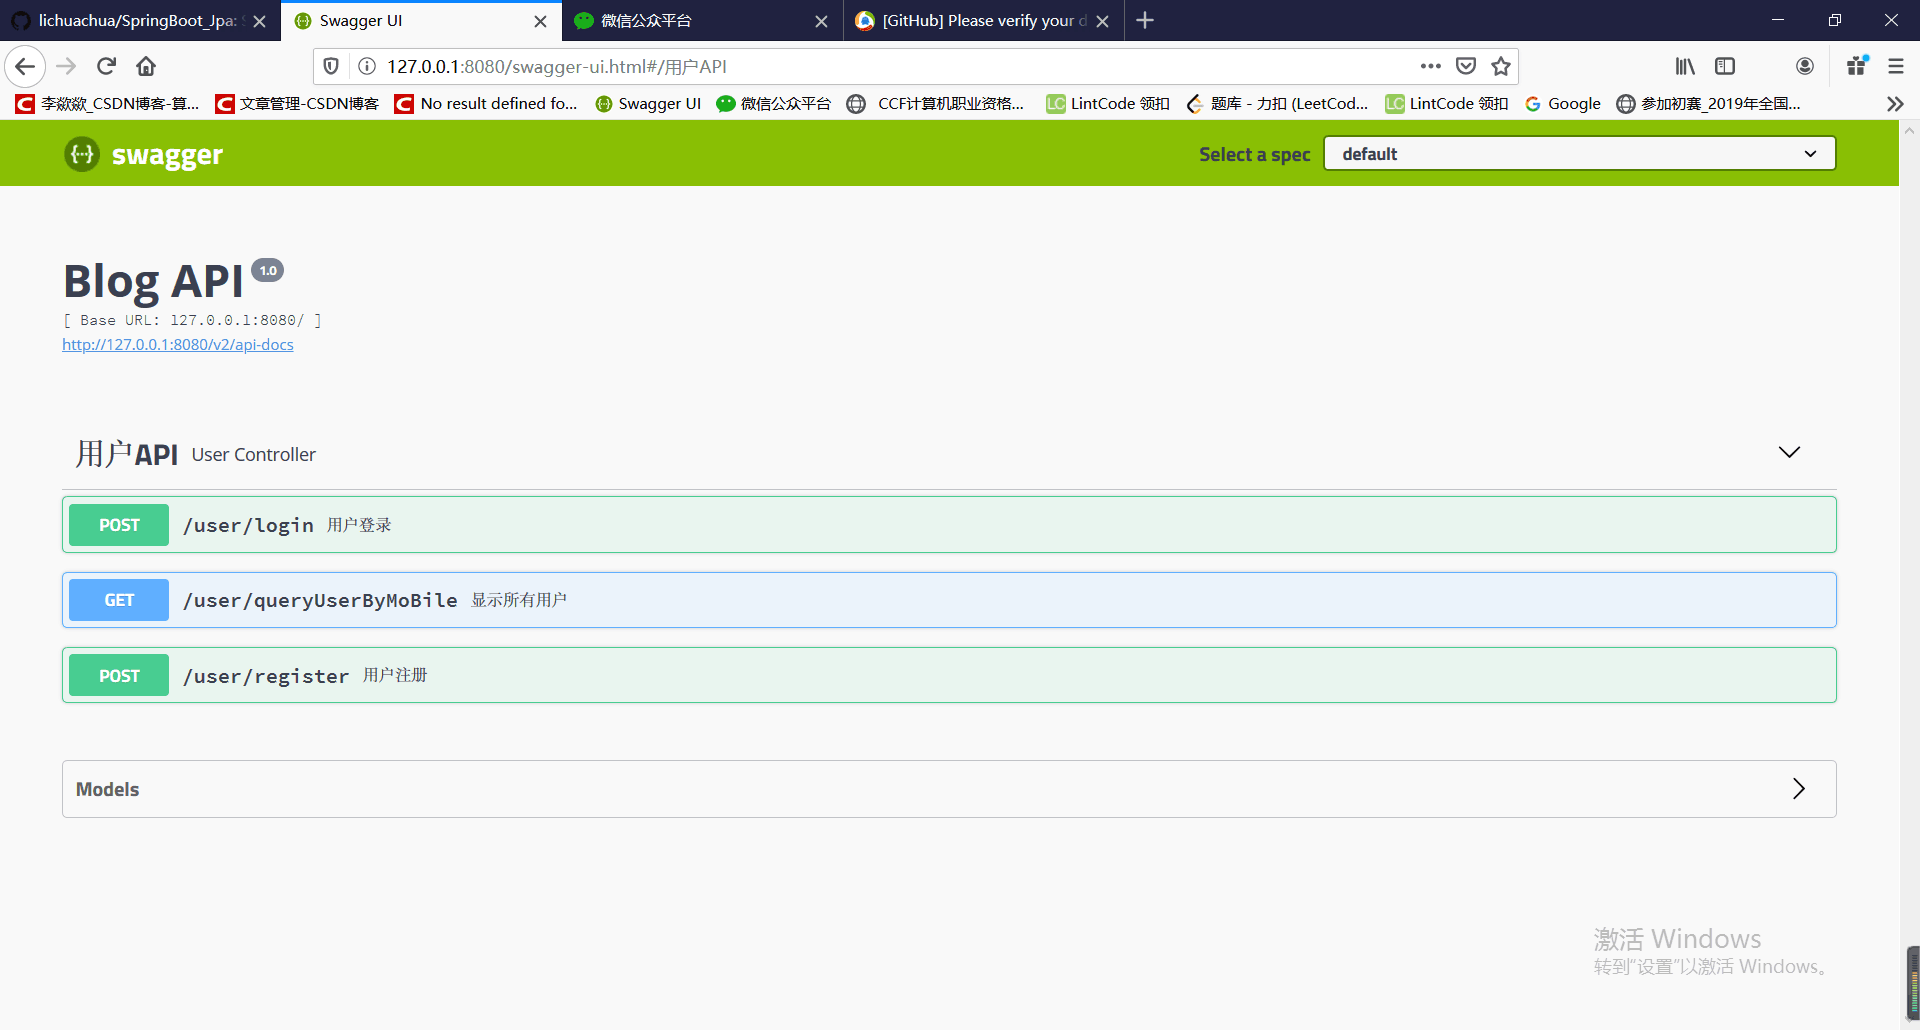 lichuachua/SpringBoot_Jpa: S
Swagger UI
微信公众平台
[GitHub] Please verify your d
127.0.0.1:8080/swagger-ui.html#/用户API
李歘歘_CSDN博客-算...
文章管理-CSDN博客
No result defined fo...
Swagger UI
微信公众平台
CCF计算机职业资格...
LC LintCode 领扣
题库 - 力扣 (LeetCod...
LC LintCode 领扣
Google
参加初赛_2019年全国...
{···} swagger
Select a spec
default
Blog API 1.0
[ Base URL: 127.0.0.1:8080/ ]
http://127.0.0.1:8080/v2/api-docs
用户API User Controller
POST /user/login 用户登录
GET /user/queryUserByMoBile 显示所有用户
POST /user/register 用户注册
Models
激活 Windows
转到“设置”以激活 Windows。